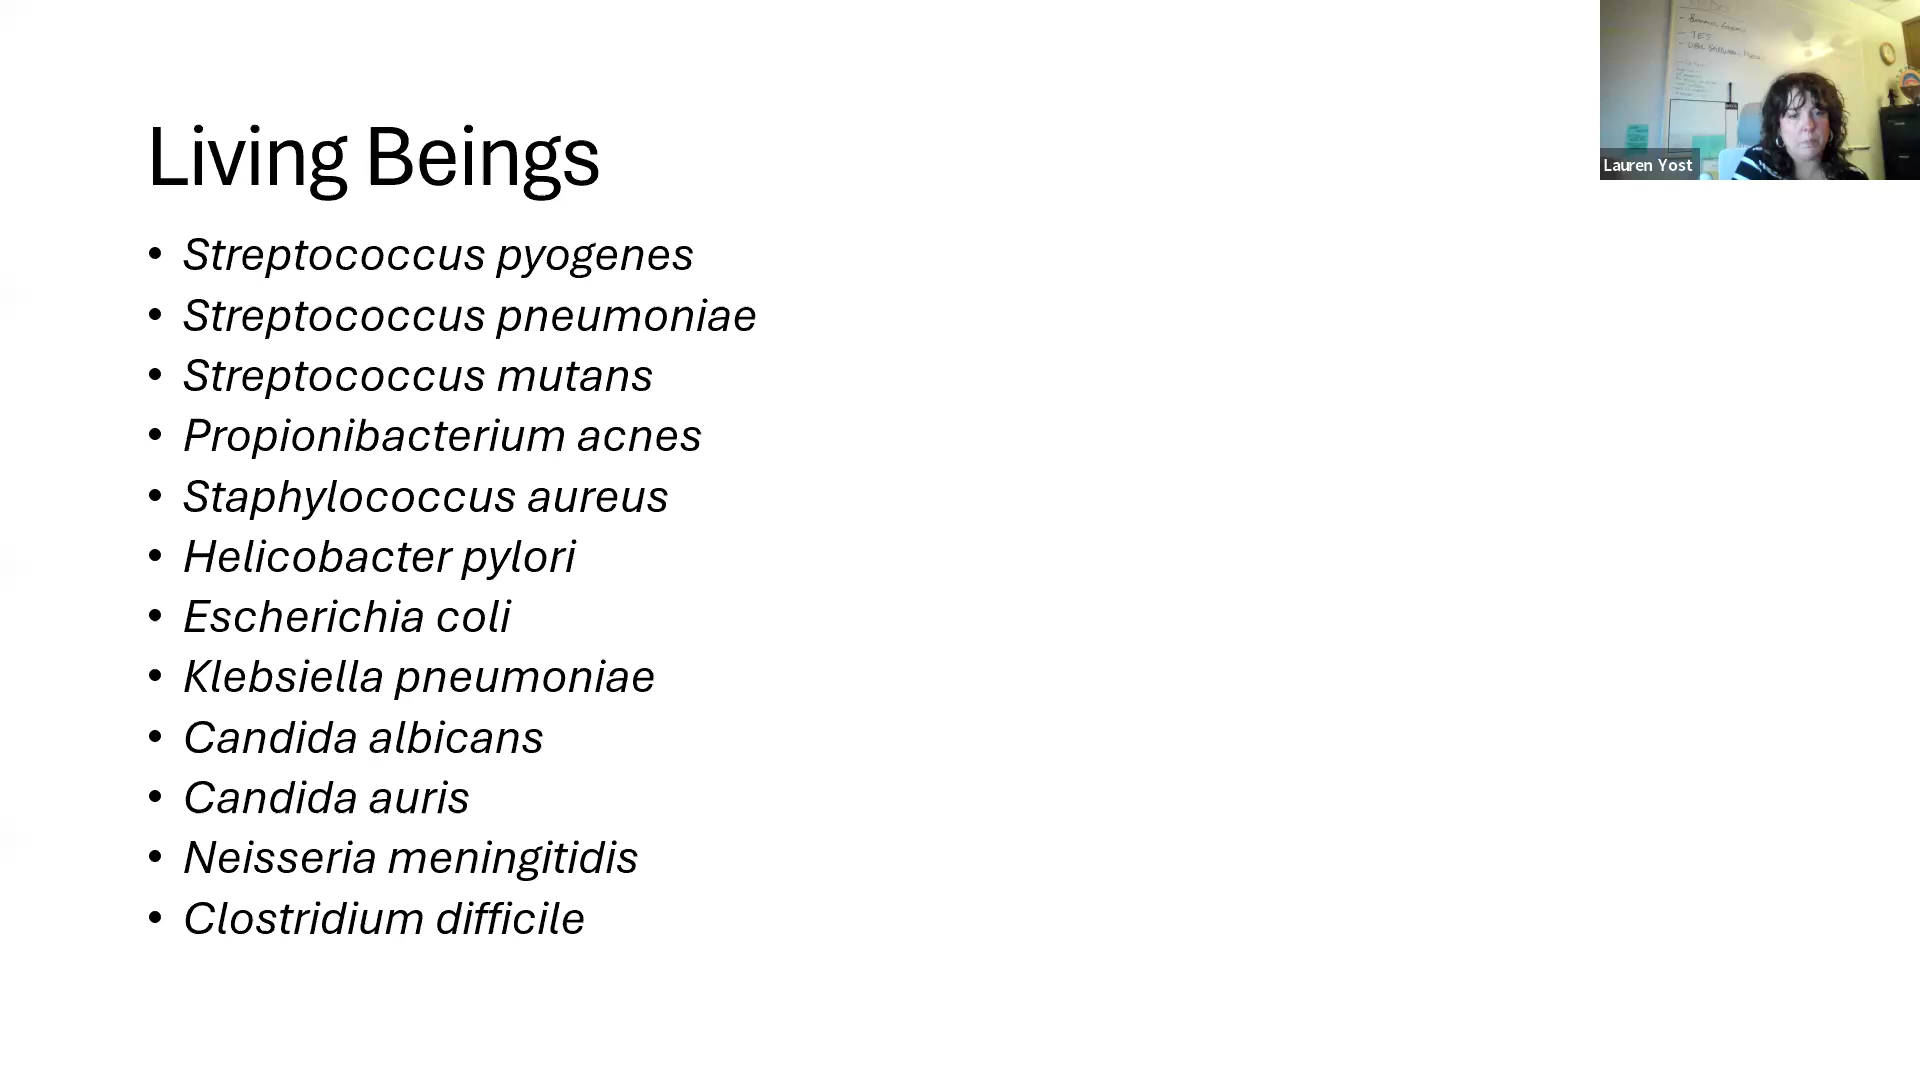 Living Beings
• Streptococcus pyogenes
• Streptococcus pneumoniae
• Streptococcus mutans
• Propionibacterium acnes
• Staphylococcus aureus
• Helicobacter pylori
• Escherichia coli
• Klebsiella pneumoniae
• Candida albicans
• Candida auris
• Neisseria meningitidis
• Clostridium difficile
- TES
Lauren Yost